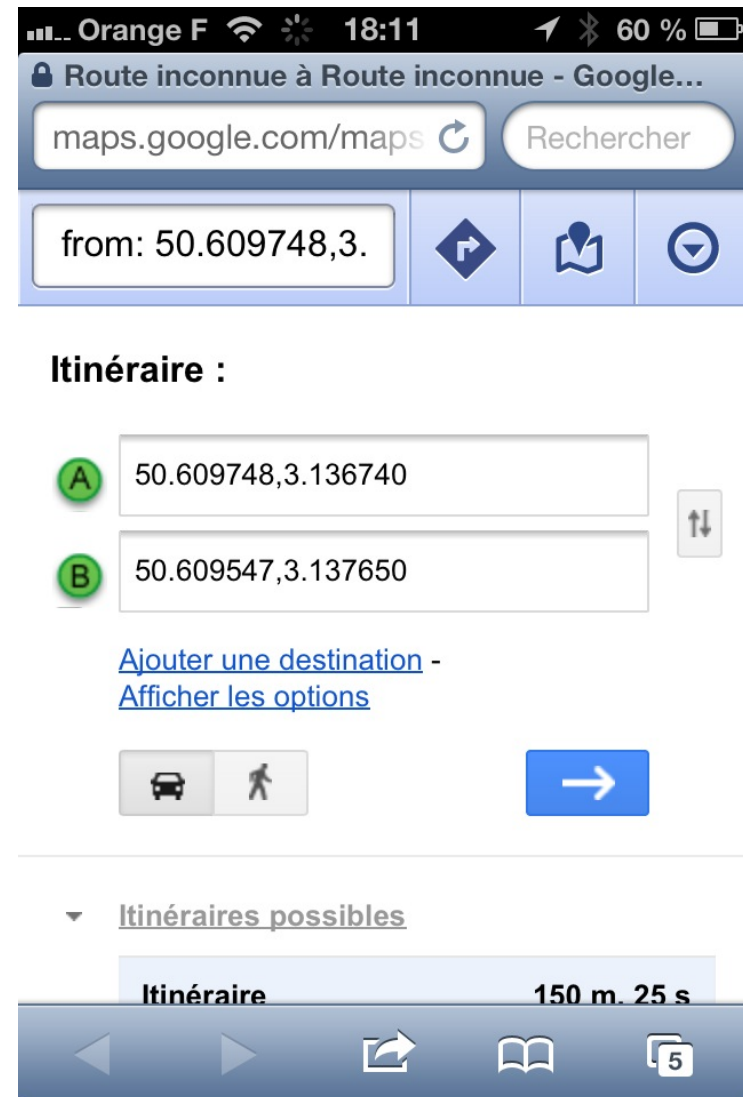 Orange F 18:11 60 %
Route inconnue à Route inconnue - Goo​gle...
maps.google.com/maps Rechercher
from: 50.609748,3.
Itinéraire :
A 50.609748,3.136740
B 50.609547,3.137650
Ajouter une destination -
Afficher les options
Itinéraires possibles
Itinéraire 150 m, 25 s
5